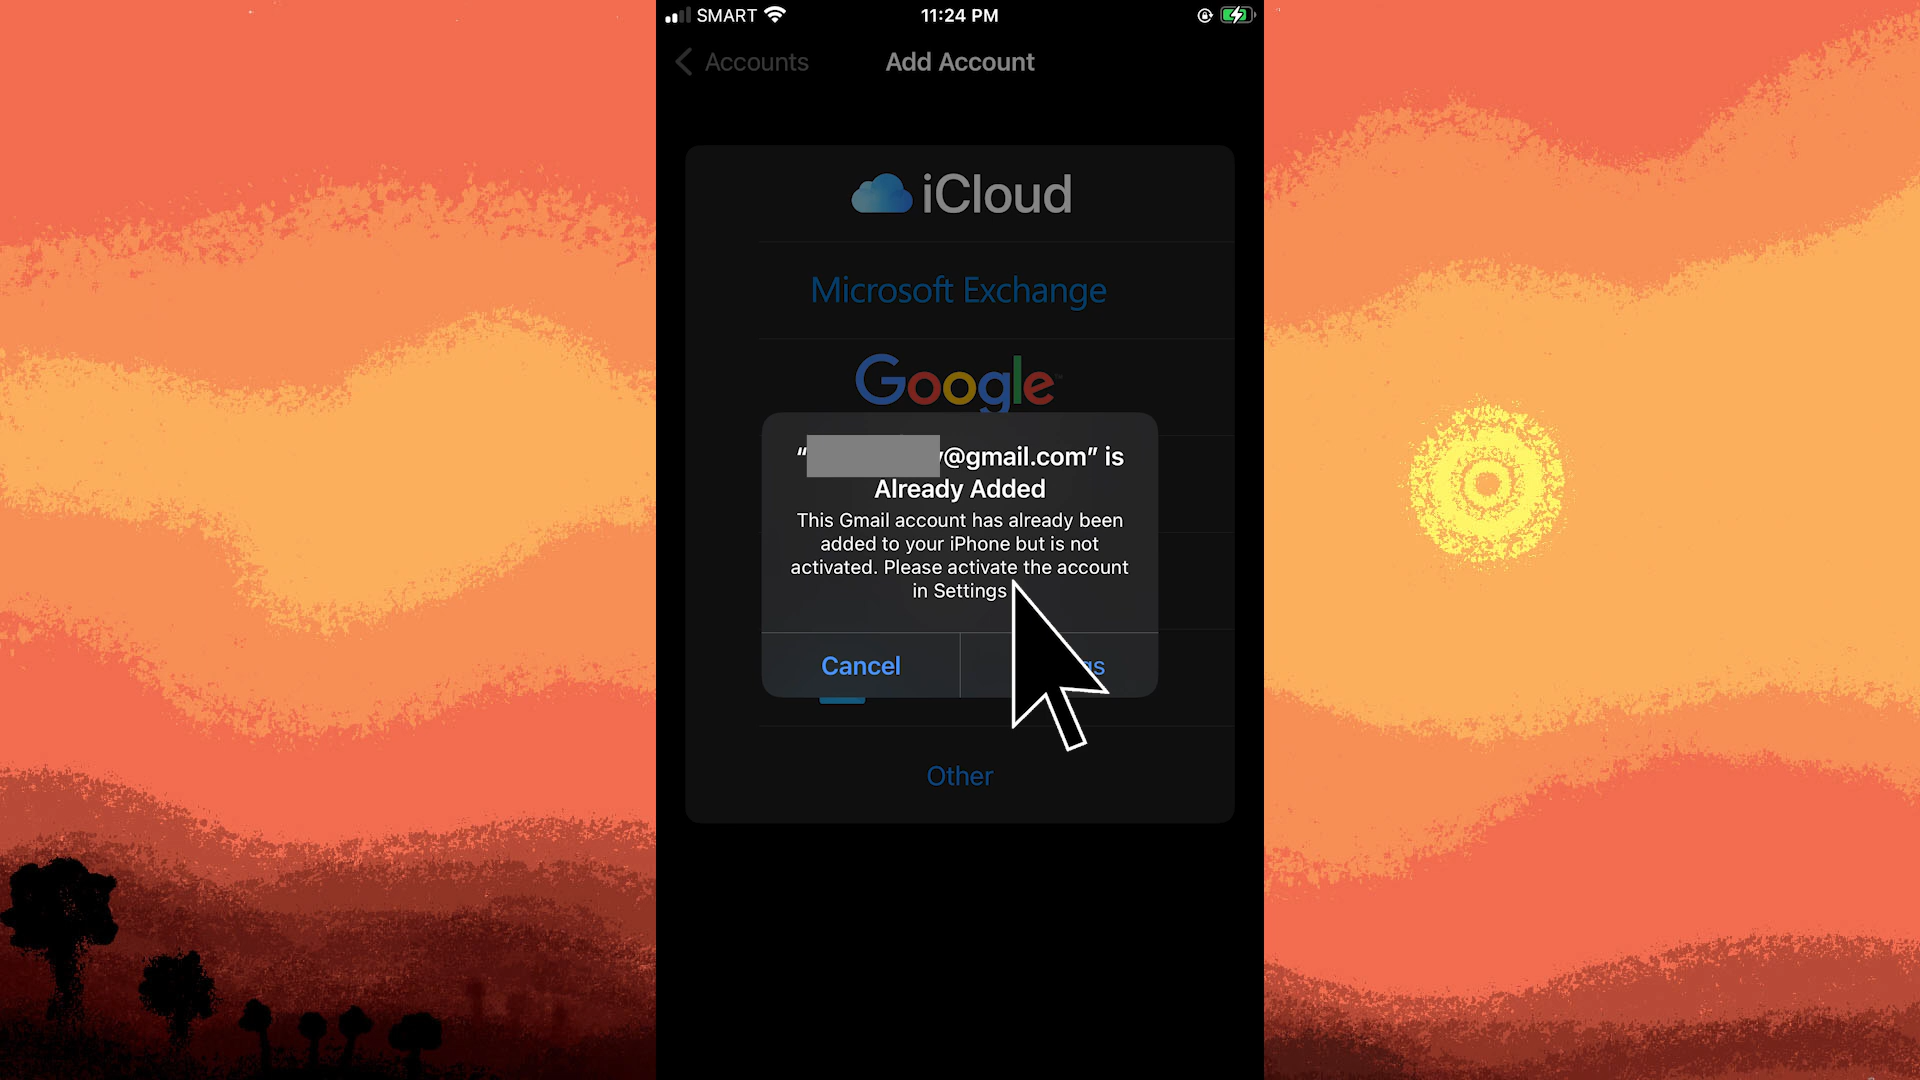 SMART 11:24 PM
Accounts Add Account
iCloud
Microsoft Exchange
Google
“@gmail.com” is
Already Added
This Gmail account has already been
added to your iPhone but is not
activated. Please activate the account
in Settings
Cancel
Other